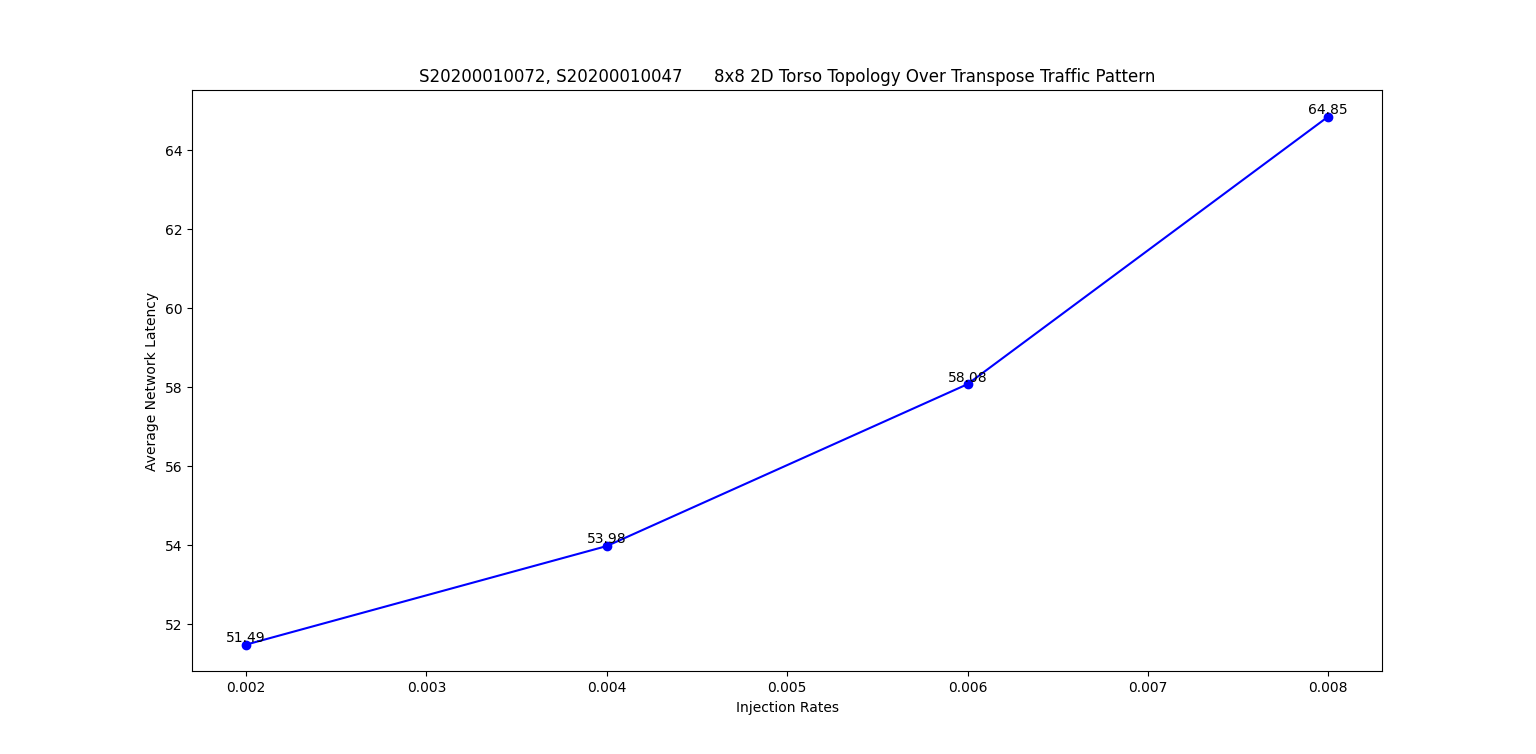 S20200010072, S20200010047      8x8 2D Torso Topology Over Transpose Traffic Pattern
64.85
64
62
60
58.08
58
56
53.98
54
51.49
52
Average Network Latency
0.002 0.003 0.004 0.005 0.006 0.007 0.008
Injection Rates